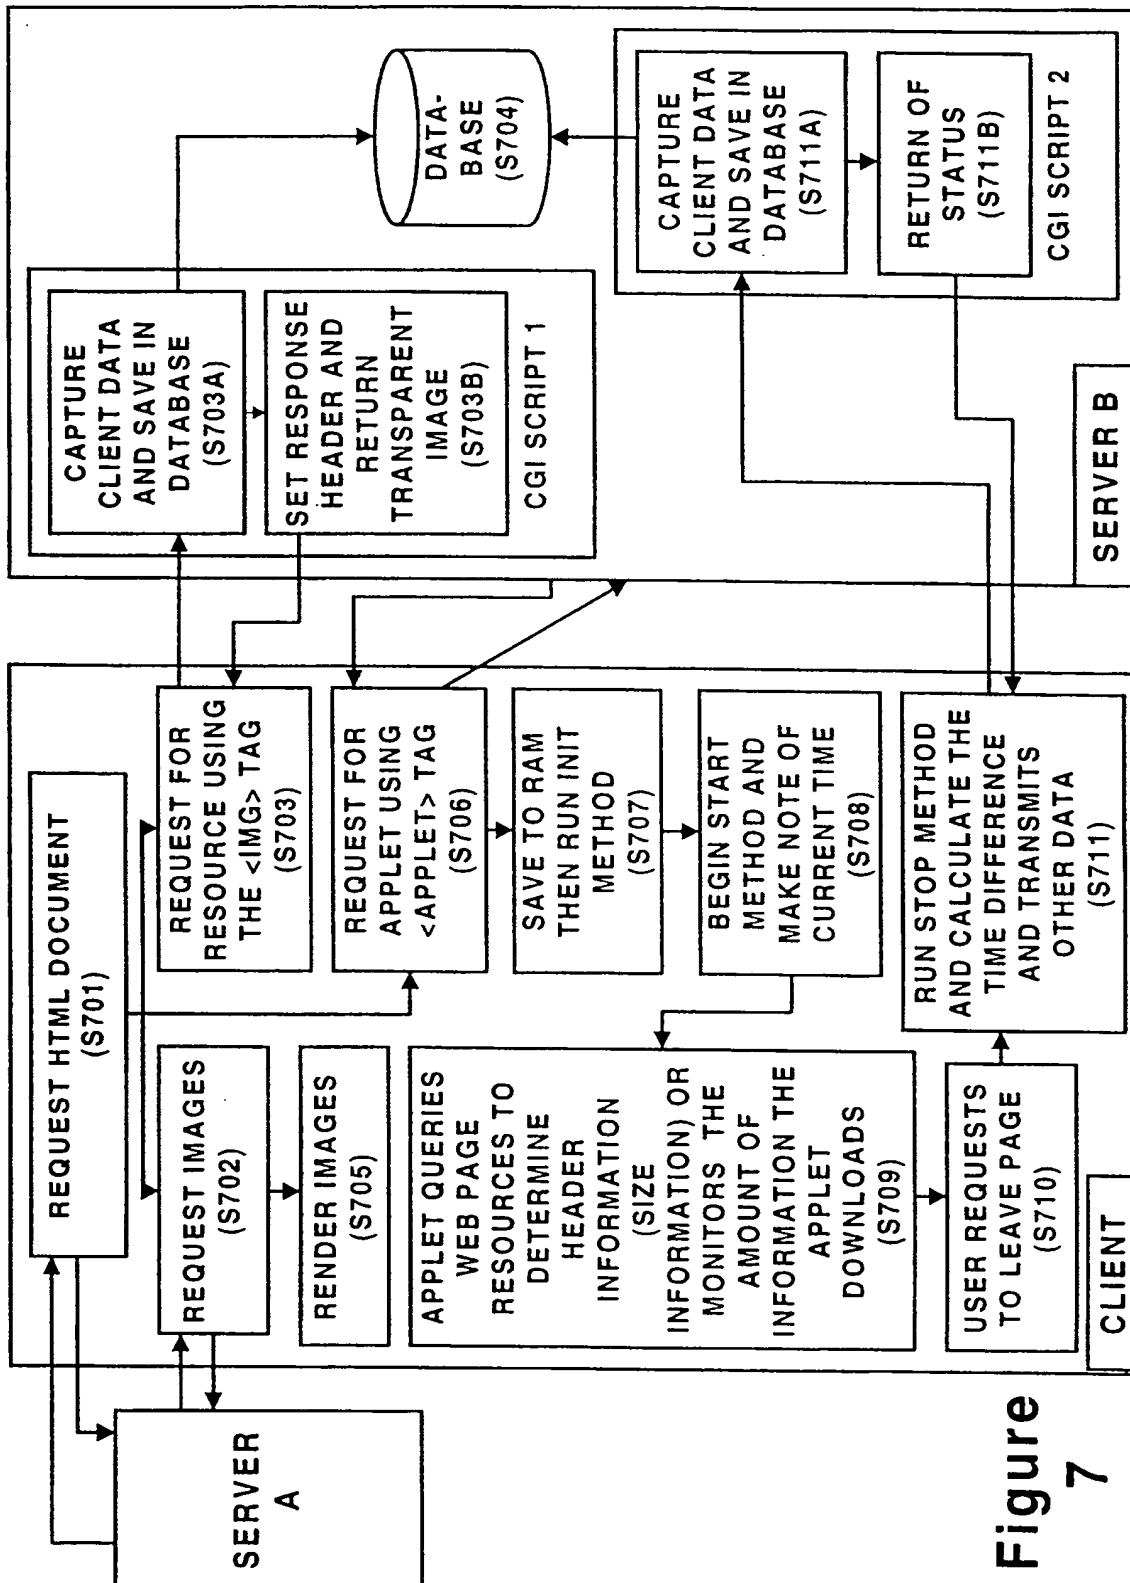 REQUEST HTML DOCUMENT
(S701)
REQUEST IMAGES
(S702)
RENDER IMAGES
(S705)
REQUEST FOR
RESOURCE USING
THE <IMG> TAG
(S703)
REQUEST FOR
APPLET USING
<APPLET> TAG
(S706)
SAVE TO RAM
THEN RUN INIT
METHOD
(S707)
BEGIN START
METHOD AND
MAKE NOTE OF
CURRENT TIME
(S708)
APPLET QUERIES
WEB PAGE
RESOURCES TO
DETERMINE
HEADER
INFORMATION
(SIZE
INFORMATION) OR
MONITORS THE
AMOUNT OF
INFORMATION THE
APPLET
DOWNLOADS
(S709)
USER REQUESTS
TO LEAVE PAGE
(S710)
RUN STOP METHOD
AND CALCULATE THE
TIME DIFFERENCE
AND TRANSMITS
OTHER DATA
(S711)
CLIENT
SERVER
A
CAPTURE
CLIENT DATA
AND SAVE IN
DATABASE
(S703A)
SET RESPONSE
HEADER AND
RETURN
TRANSPARENT
IMAGE
(S703B)
CGI SCRIPT 1
DATA-
BASE
(S704)
CAPTURE
CLIENT DATA
AND SAVE IN
DATABASE
(S711A)
RETURN OF
STATUS
(S711B)
CGI SCRIPT 2
SERVER B
Figure
7